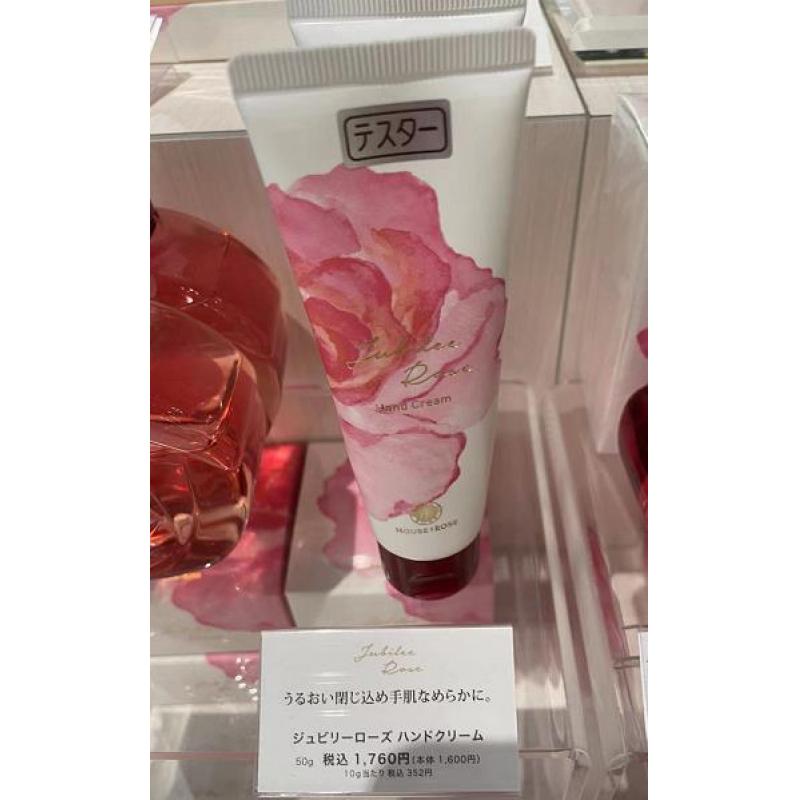 テスター
Jubilee
Rose
Hand Cream
HOUSE OF ROSE
Jubilee
Rose
うるおい閉じ込め手肌なめらかに。
ジュビリーローズ ハンドクリーム
50g 税込 1,760円(本体 1,600円)
10g当たり 税込 352円